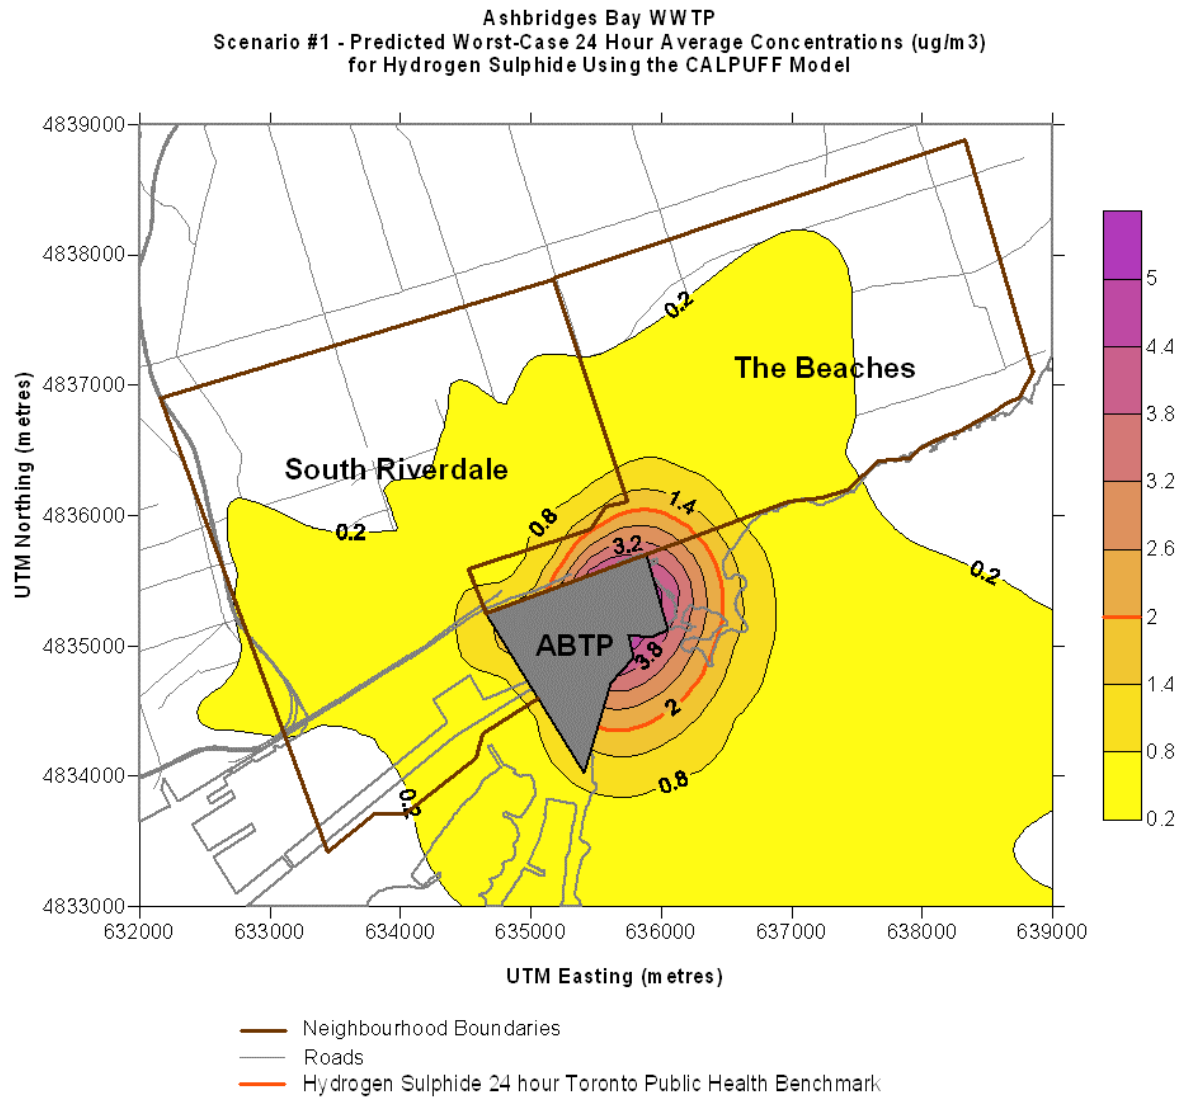 Ashbridges Bay WWTP
Scenario #1 - Predicted Worst-Case 24 Hour Average Concentrations (ug/m3)
for Hydrogen Sulphide Using the CALPUFF Model
UTM Northing (metres)
4839000
4838000
4837000
4836000
4835000
4834000
4833000
0.2
The Beaches
South Riverdale
0.2
0.8
1.4
3.2
0.2
ABTP
3.8
2
0.8
0.2
5
4.4
3.8
3.2
2.6
2
1.4
0.8
0.2
632000 633000 634000 635000 636000 637000 638000 639000
UTM Easting (metres)
Neighbourhood Boundaries
Roads
Hydrogen Sulphide 24 hour Toronto Public Health Benchmark